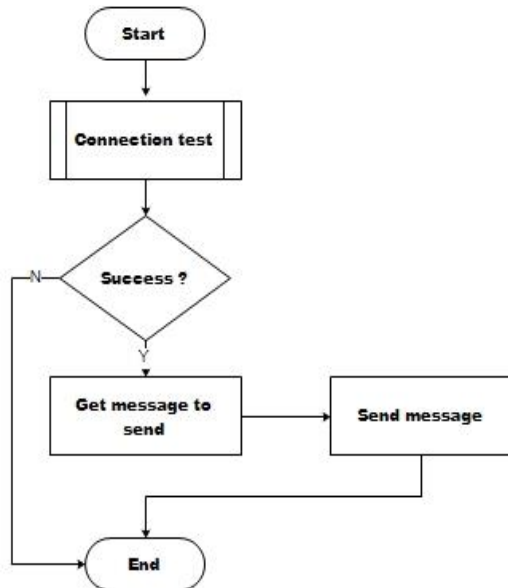 Start
Connection test
Success ?
N
Y
Get message to
send
Send message
End